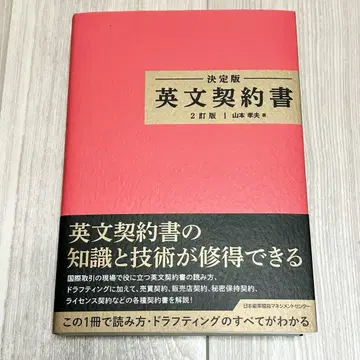 決定版
英文契約書
2訂版 | 山本 孝夫 著
英文契約書の
知識と技術が修得できる
国際取引の現場で役に立つ英文契約書の読み方、
ドラフティングに加えて、売買契約、販売店契約、秘密保持契約、
ライセンス契約などの各種契約書を解説!
日本能率協会マネジメントセンター
この1冊で読み方・ドラフティングのすべてがわかる